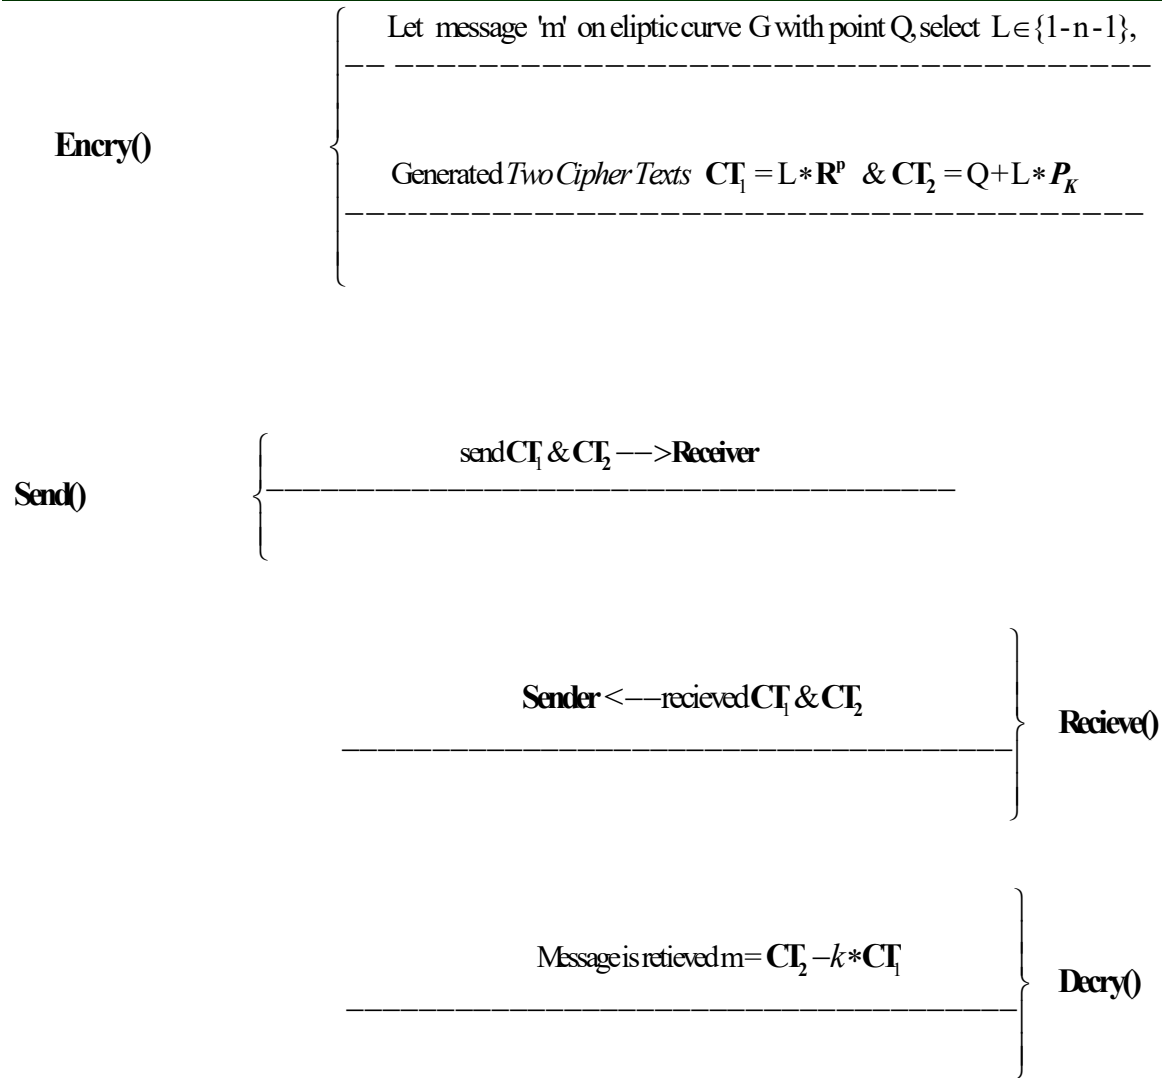 Let message 'm' on eliptic curve G with point Q, select L∈{1-n-1},
Encry()
Generated Two Cipher Texts CT₁ = L∗Rᵖ & CT₂ = Q+L∗P_K
send CT₁ & CT₂ −−>Receiver
Send()
Sender <−−recieved CT₁ & CT₂
Recieve()
Message is retieved m= CT₂ −k∗CT₁
Decry()